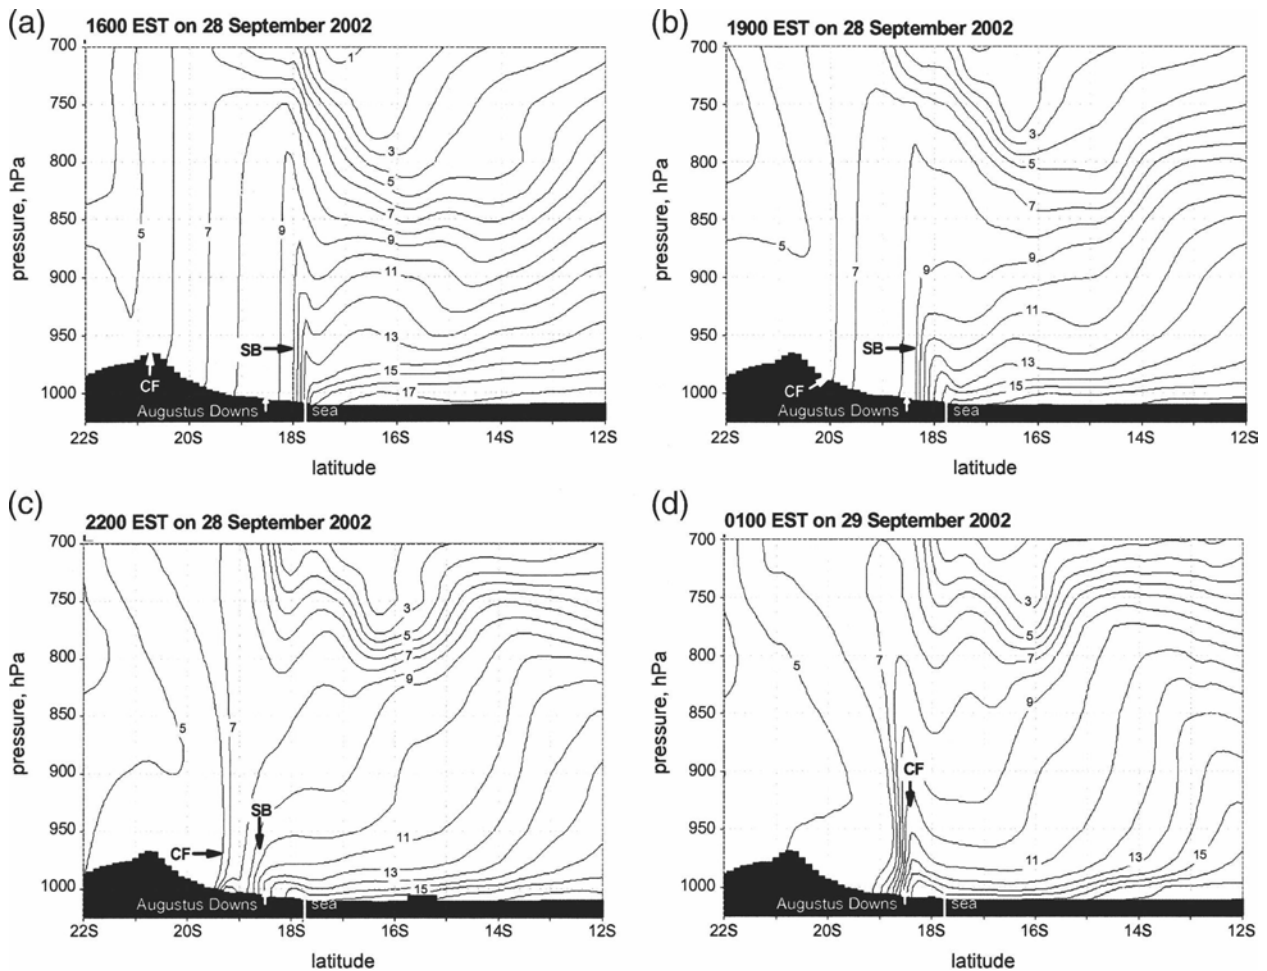 (a) 1600 EST on 28 September 2002
700
750
800
850
900
950
1000
pressure, hPa
1
3
5
7
9
11
13
15
17
5
7
9
SB
CF
Augustus Downs sea
22S 20S 18S 16S 14S 12S
latitude
(b) 1900 EST on 28 September 2002
700
750
800
850
900
950
1000
pressure, hPa
3
5
7
9
11
13
15
5
7
9
SB
CF
Augustus Downs sea
22S 20S 18S 16S 14S 12S
latitude
(c) 2200 EST on 28 September 2002
700
750
800
850
900
950
1000
pressure, hPa
3
5
7
9
11
13
15
5
7
SB
CF
Augustus Downs sea
22S 20S 18S 16S 14S 12S
latitude
(d) 0100 EST on 29 September 2002
700
750
800
850
900
950
1000
pressure, hPa
3
5
7
9
11
13
15
5
7
CF
Augustus Downs sea
22S 20S 18S 16S 14S 12S
latitude